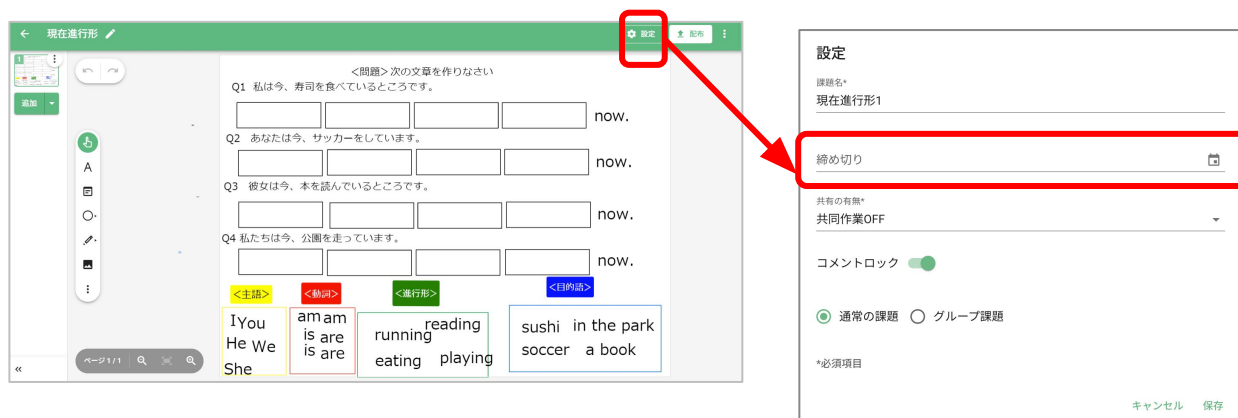 現在進行形
設定
配布
1
追加
<問題>次の文章を作りなさい
Q1 私は今、寿司を食べているところです。
now.
Q2 あなたは今、サッカーをしています。
now.
Q3 彼女は今、本を読んでいるところです。
now.
Q4 私たちは今、公園を走っています。
now.
<主語>
<動詞>
<進行形>
<目的語>
I You
He We
She
am am
is are
is are
reading
running
eating playing
sushi in the park
soccer a book
A
ページ 1 / 1
«
設定
課題名*
現在進行形1
締め切り
共有の有無*
共同作業OFF
コメントロック
通常の課題 グループ課題
*必須項目
キャンセル 保存